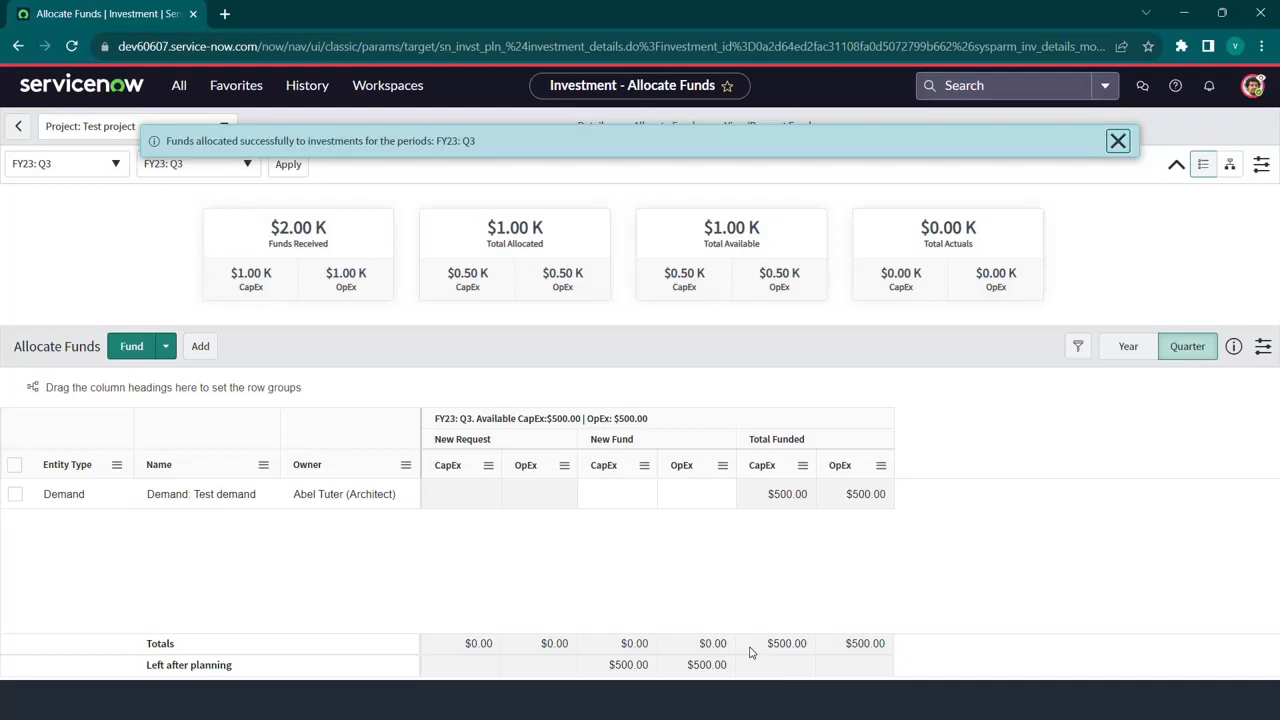 Allocate Funds | Investment | Ser
dev60607.service-now.com/now/nav/ui/classic/params/target/sn_invst_pln_%24investment_details.do%3Finvestment_id%3D0a2d64ed2fac31108fa0d5072799b662%26sysparm_inv_details_mo...
V
servicenow All Favorites History Workspaces Investment - Allocate Funds Search
Project: Test project
Funds allocated successfully to investments for the periods: FY23: Q3
FY23: Q3 FY23: Q3 Apply
$2.00 K $1.00 K $1.00 K $0.00 K
Funds Received Total Allocated Total Available Total Actuals
$1.00 K $1.00 K $0.50 K $0.50 K $0.50 K $0.50 K $0.00 K $0.00 K
CapEx OpEx CapEx OpEx CapEx OpEx CapEx OpEx
Allocate Funds Fund Add Year Quarter
Drag the column headings here to set the row groups
FY23: Q3. Available CapEx:$500.00 | OpEx: $500.00
New Request New Fund Total Funded
Entity Type Name Owner CapEx OpEx CapEx OpEx CapEx OpEx
Demand Demand: Test demand Abel Tuter (Architect) $500.00 $500.00
Totals $0.00 $0.00 $0.00 $0.00 $500.00 $500.00
Left after planning $500.00 $500.00